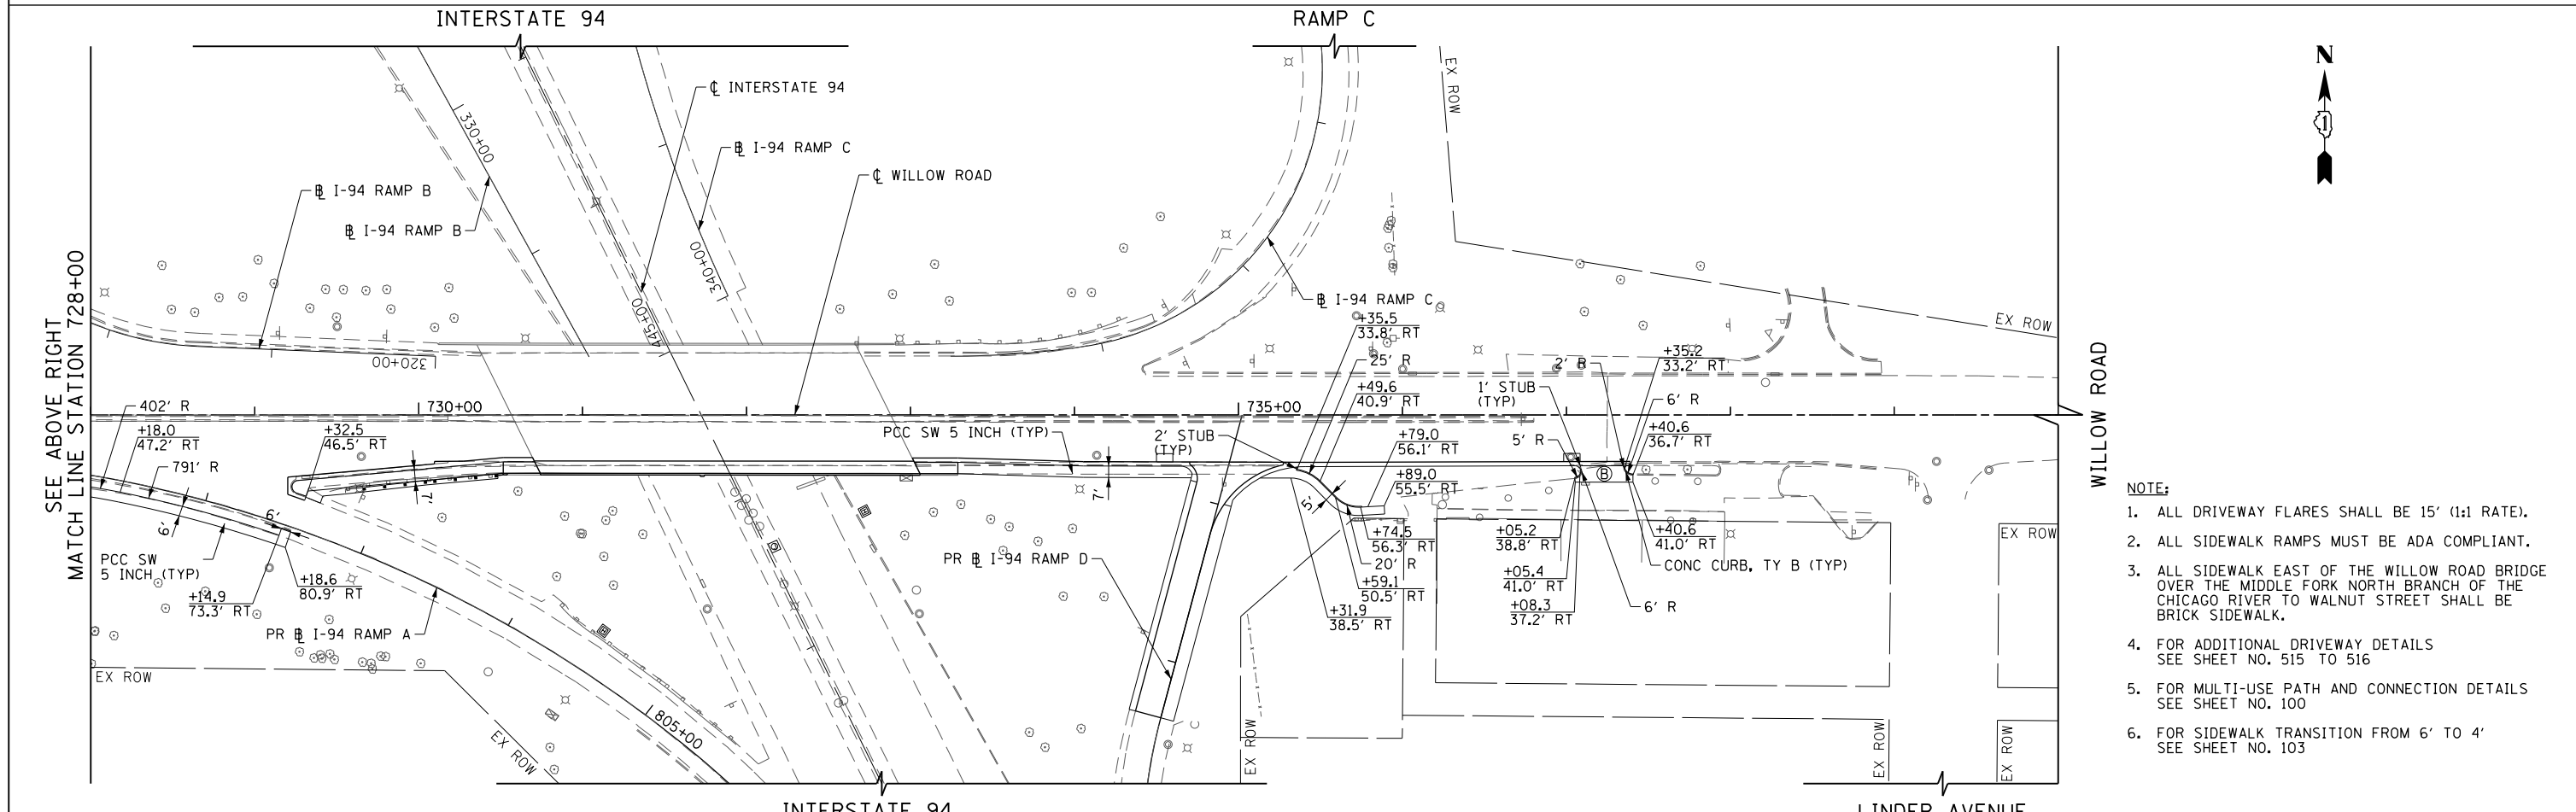 INTERSTATE 94
RAMP C
N
1
EX ROW
℄ INTERSTATE 94
330+00
B̲L I-94 RAMP C
℄ WILLOW ROAD
B̲L I-94 RAMP B
B̲L I-94 RAMP B
340+00
445+00
B̲L I-94 RAMP C
EX ROW
SEE ABOVE RIGHT
MATCH LINE STATION 728+00
320+00
+35.5
33.8' RT
25' R
+49.6
40.9' RT
2' R
+35.2
33.2' RT
1' STUB
(TYP)
6' R
WILLOW ROAD
402' R
730+00
735+00
+18.0
47.2' RT
791' R
+32.5
46.5' RT
PCC SW 5 INCH (TYP)
2' STUB
(TYP)
+79.0
56.1' RT
5' R
+40.6
36.7' RT
+89.0
55.5' RT
B
7'
7'
5'
6'
6'
PCC SW
5 INCH (TYP)
+18.6
80.9' RT
+14.9
73.3' RT
PR B̲L I-94 RAMP A
PR B̲L I-94 RAMP D
+74.5
56.3' RT
20' R
+59.1
50.5' RT
+31.9
38.5' RT
+05.2
38.8' RT
+05.4
41.0' RT
+08.3
37.2' RT
+40.6
41.0' RT
CONC CURB, TY B (TYP)
6' R
EX ROW
EX ROW
805+00
EX ROW
EX ROW
EX ROW
EX ROW
INTERSTATE 94
LINDER AVENUE
NOTE:
1. ALL DRIVEWAY FLARES SHALL BE 15' (1:1 RATE).
2. ALL SIDEWALK RAMPS MUST BE ADA COMPLIANT.
3. ALL SIDEWALK EAST OF THE WILLOW ROAD BRIDGE
OVER THE MIDDLE FORK NORTH BRANCH OF THE
CHICAGO RIVER TO WALNUT STREET SHALL BE
BRICK SIDEWALK.
4. FOR ADDITIONAL DRIVEWAY DETAILS
SEE SHEET NO. 515 TO 516
5. FOR MULTI-USE PATH AND CONNECTION DETAILS
SEE SHEET NO. 100
6. FOR SIDEWALK TRANSITION FROM 6' TO 4'
SEE SHEET NO. 103